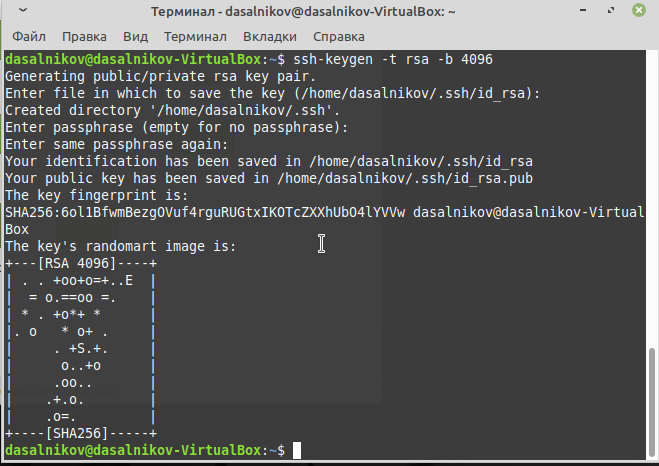 Терминал - dasalnikov@dasalnikov-VirtualBox: ~
Файл Правка Вид Терминал Вкладки Справка
dasalnikov@dasalnikov-VirtualBox:~$ ssh-keygen -t rsa -b 4096
Generating public/private rsa key pair.
Enter file in which to save the key (/home/dasalnikov/.ssh/id_rsa):
Created directory '/home/dasalnikov/.ssh'.
Enter passphrase (empty for no passphrase):
Enter same passphrase again:
Your identification has been saved in /home/dasalnikov/.ssh/id_rsa
Your public key has been saved in /home/dasalnikov/.ssh/id_rsa.pub
The key fingerprint is:
SHA256:6ol1BfwmBezgOVuf4rguRUGtxIKOTcZXXhUbO4lYVVw dasalnikov@dasalnikov-Virtual
Box
The key's randomart image is:
+---[RSA 4096]----+
| . . +oo+o=+..E  |
|  = o.==oo =.    |
| * . +o*+ *      |
|. o   * o+ .     |
|     . +S.+.     |
|      o..+o      |
|     .oo..       |
|    .+.o.        |
|    .o=.         |
+----[SHA256]-----+
dasalnikov@dasalnikov-VirtualBox:~$